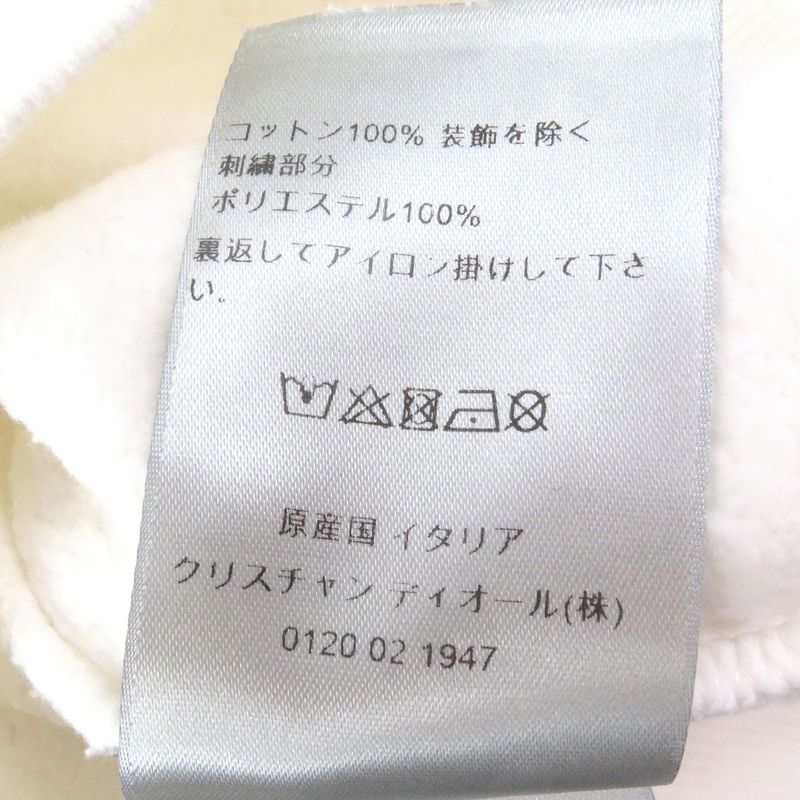 コットン100% 装飾を除く
刺繍部分
ポリエステル100%
裏返してアイロン掛けして下さ
い。
原産国 イタリア
クリスチャン ディオール(株)
0120 02 1947